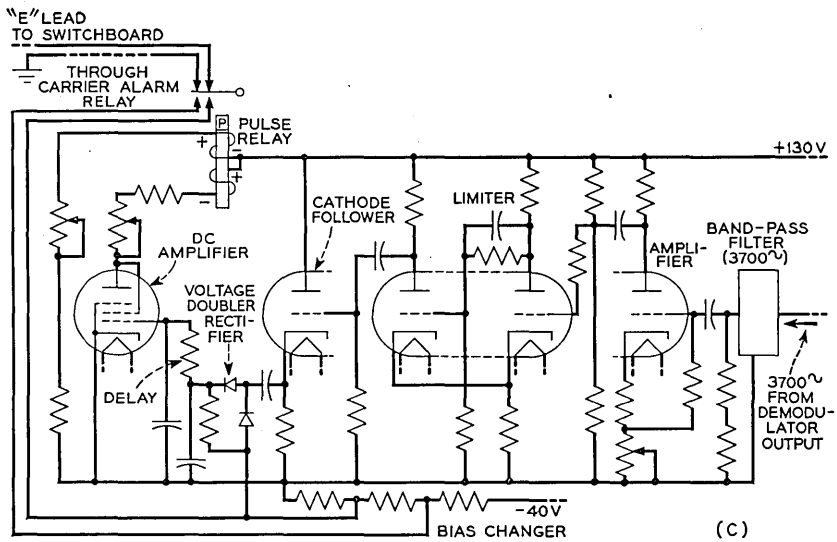 "E" LEAD
TO SWITCHBOARD
THROUGH
CARRIER ALARM
RELAY
P
PULSE
RELAY
+
-
+
-
+130V
CATHODE
FOLLOWER
LIMITER
AMPLI-
FIER
BAND-PASS
FILTER
(3700~)
DC
AMPLIFIER
VOLTAGE
DOUBLER
RECTI-
FIER
DELAY
3700~
FROM
DEMODU-
LATOR
OUTPUT
-40V
BIAS CHANGER
(C)